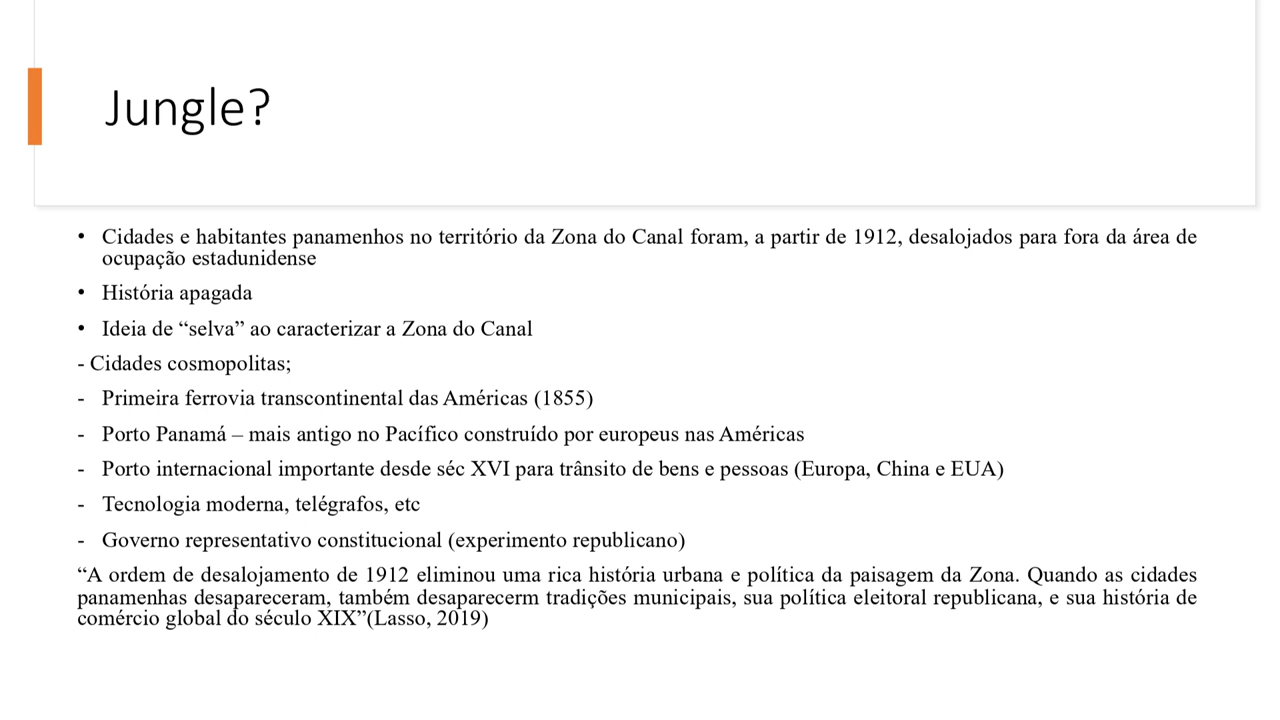 Jungle?
• Cidades e habitantes panamenhos no território da Zona do Canal foram, a partir de 1912, desalojados para fora da área de
ocupação estadunidense
• História apagada
• Ideia de “selva” ao caracterizar a Zona do Canal
- Cidades cosmopolitas;
- Primeira ferrovia transcontinental das Américas (1855)
- Porto Panamá – mais antigo no Pacífico construído por europeus nas Américas
- Porto internacional importante desde séc XVI para trânsito de bens e pessoas (Europa, China e EUA)
- Tecnologia moderna, telégrafos, etc
- Governo representativo constitucional (experimento republicano)
“A ordem de desalojamento de 1912 eliminou uma rica história urbana e política da paisagem da Zona. Quando as cidades
panamenhas desapareceram, também desaparecerm tradições municipais, sua política eleitoral republicana, e sua história de
comércio global do século XIX”(Lasso, 2019)